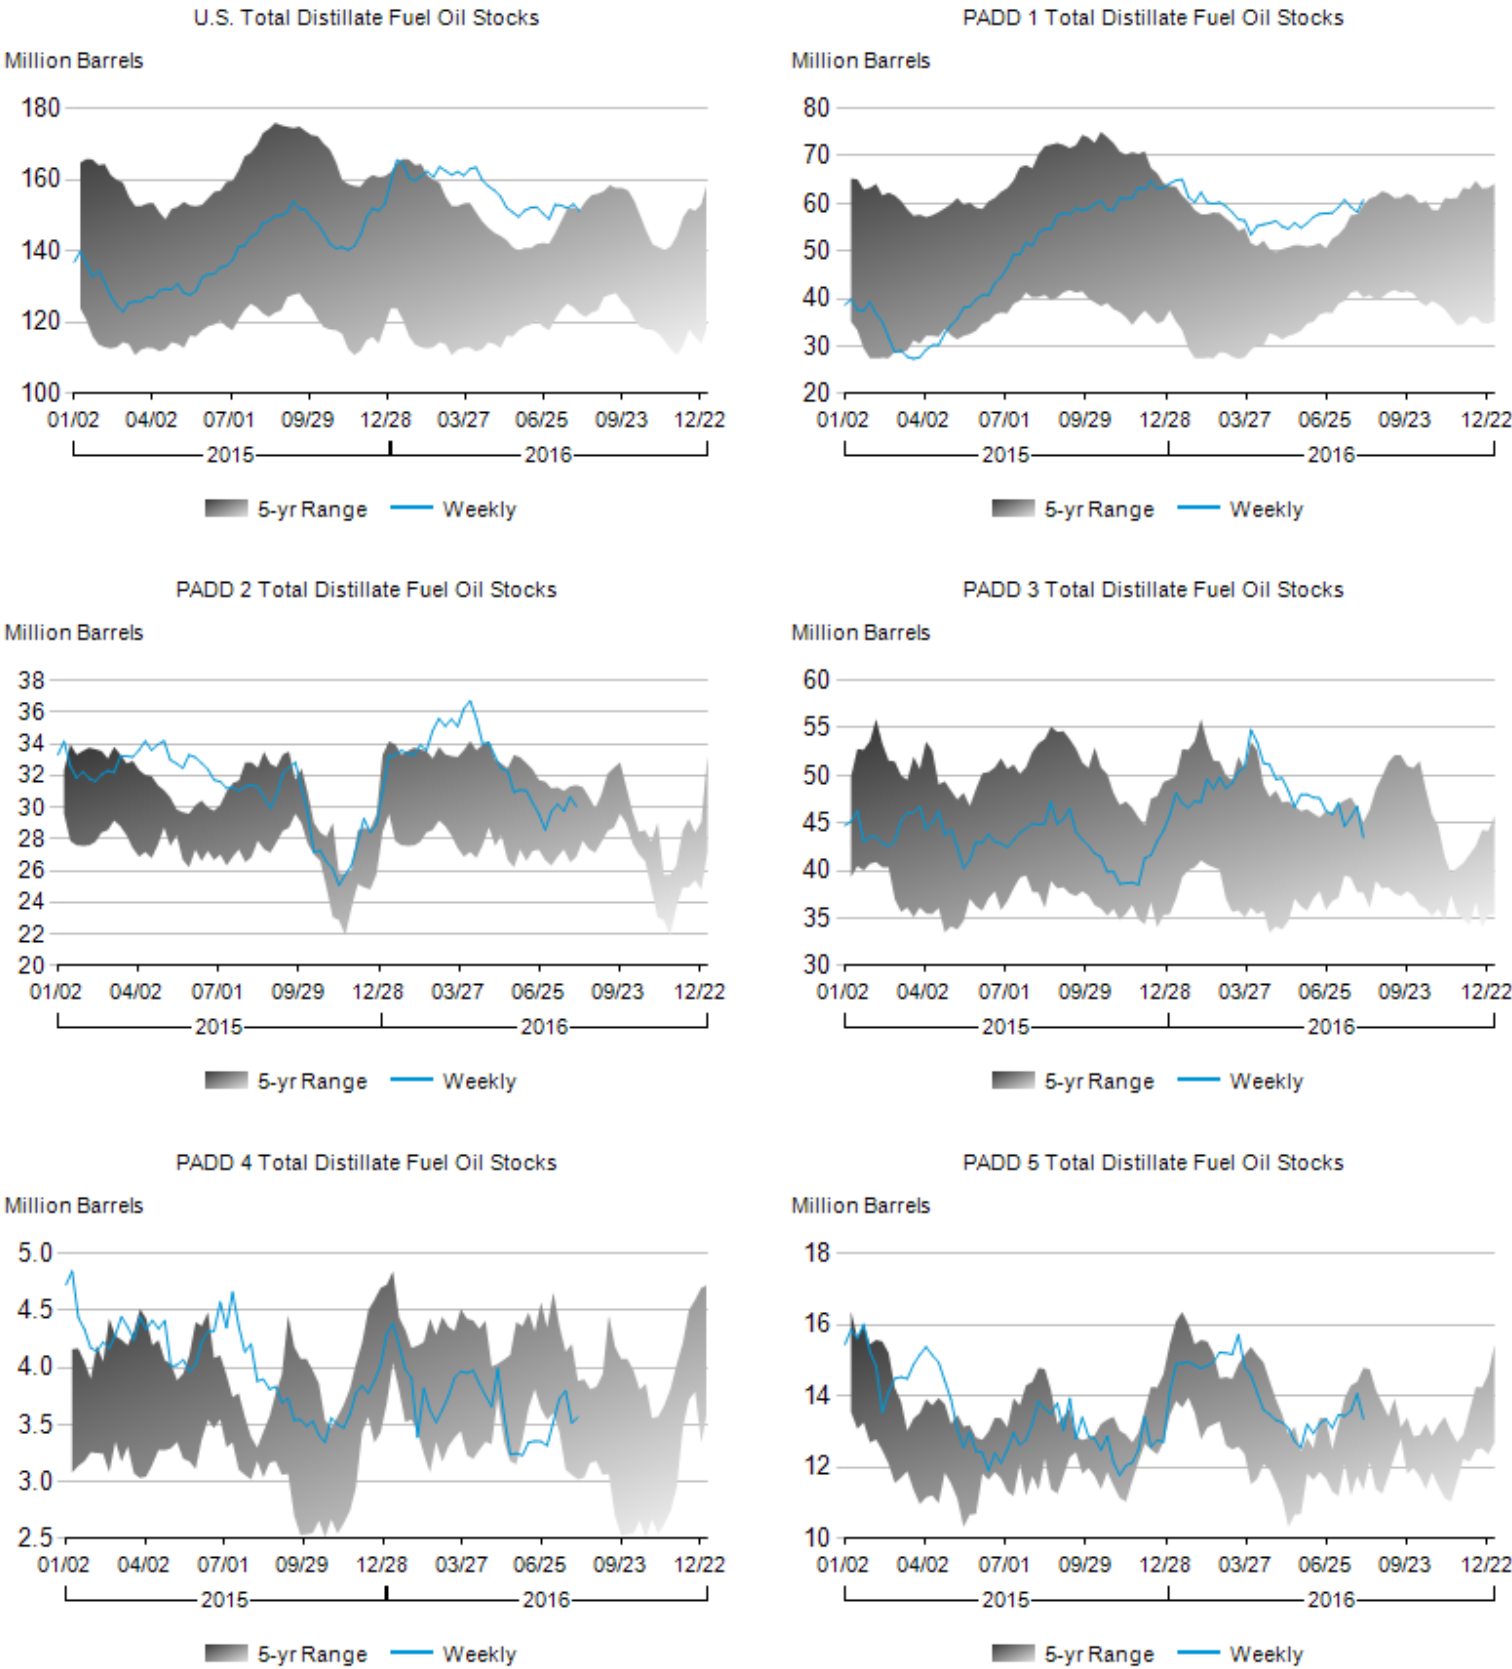 U.S. Total Distillate Fuel Oil Stocks
Million Barrels
180
160
140
120
100
01/02 04/02 07/01 09/29 12/28 03/27 06/25 09/23 12/22
2015 2016
5-yr Range Weekly
PADD 1 Total Distillate Fuel Oil Stocks
Million Barrels
80
70
60
50
40
30
20
01/02 04/02 07/01 09/29 12/28 03/27 06/25 09/23 12/22
2015 2016
5-yr Range Weekly
PADD 2 Total Distillate Fuel Oil Stocks
Million Barrels
38
36
34
32
30
28
26
24
22
20
01/02 04/02 07/01 09/29 12/28 03/27 06/25 09/23 12/22
2015 2016
5-yr Range Weekly
PADD 3 Total Distillate Fuel Oil Stocks
Million Barrels
60
55
50
45
40
35
30
01/02 04/02 07/01 09/29 12/28 03/27 06/25 09/23 12/22
2015 2016
5-yr Range Weekly
PADD 4 Total Distillate Fuel Oil Stocks
Million Barrels
5.0
4.5
4.0
3.5
3.0
2.5
01/02 04/02 07/01 09/29 12/28 03/27 06/25 09/23 12/22
2015 2016
5-yr Range Weekly
PADD 5 Total Distillate Fuel Oil Stocks
Million Barrels
18
16
14
12
10
01/02 04/02 07/01 09/29 12/28 03/27 06/25 09/23 12/22
2015 2016
5-yr Range Weekly